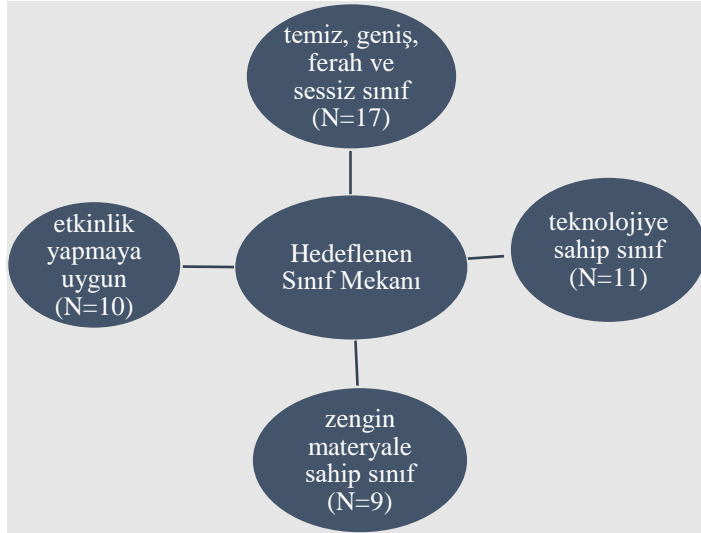 temiz, geniş,
ferah ve
sessiz sınıf
(N=17)
etkinlik
yapmaya
uygun
(N=10)
Hedeflenen
Sınıf Mekanı
teknolojiye
sahip sınıf
(N=11)
zengin
materyale
sahip sınıf
(N=9)